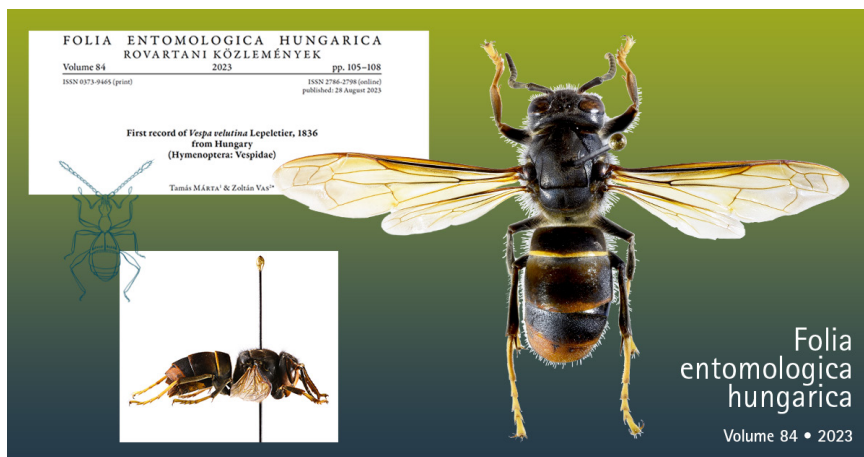 FOLIA ENTOMOLOGICA HUNGARICA
ROVARTANI KÖZLEMÉNYEK
Volume 84 2023 pp. 105–108
ISSN 0373-9465 (print) ISSN 2786-2798 (online)
published: 28 August 2023
First record of Vespa velutina Lepeletier, 1836
from Hungary
(Hymenoptera: Vespidae)
Tamás Márta¹ & Zoltán Vas²*
Folia
entomologica
hungarica
Volume 84 • 2023